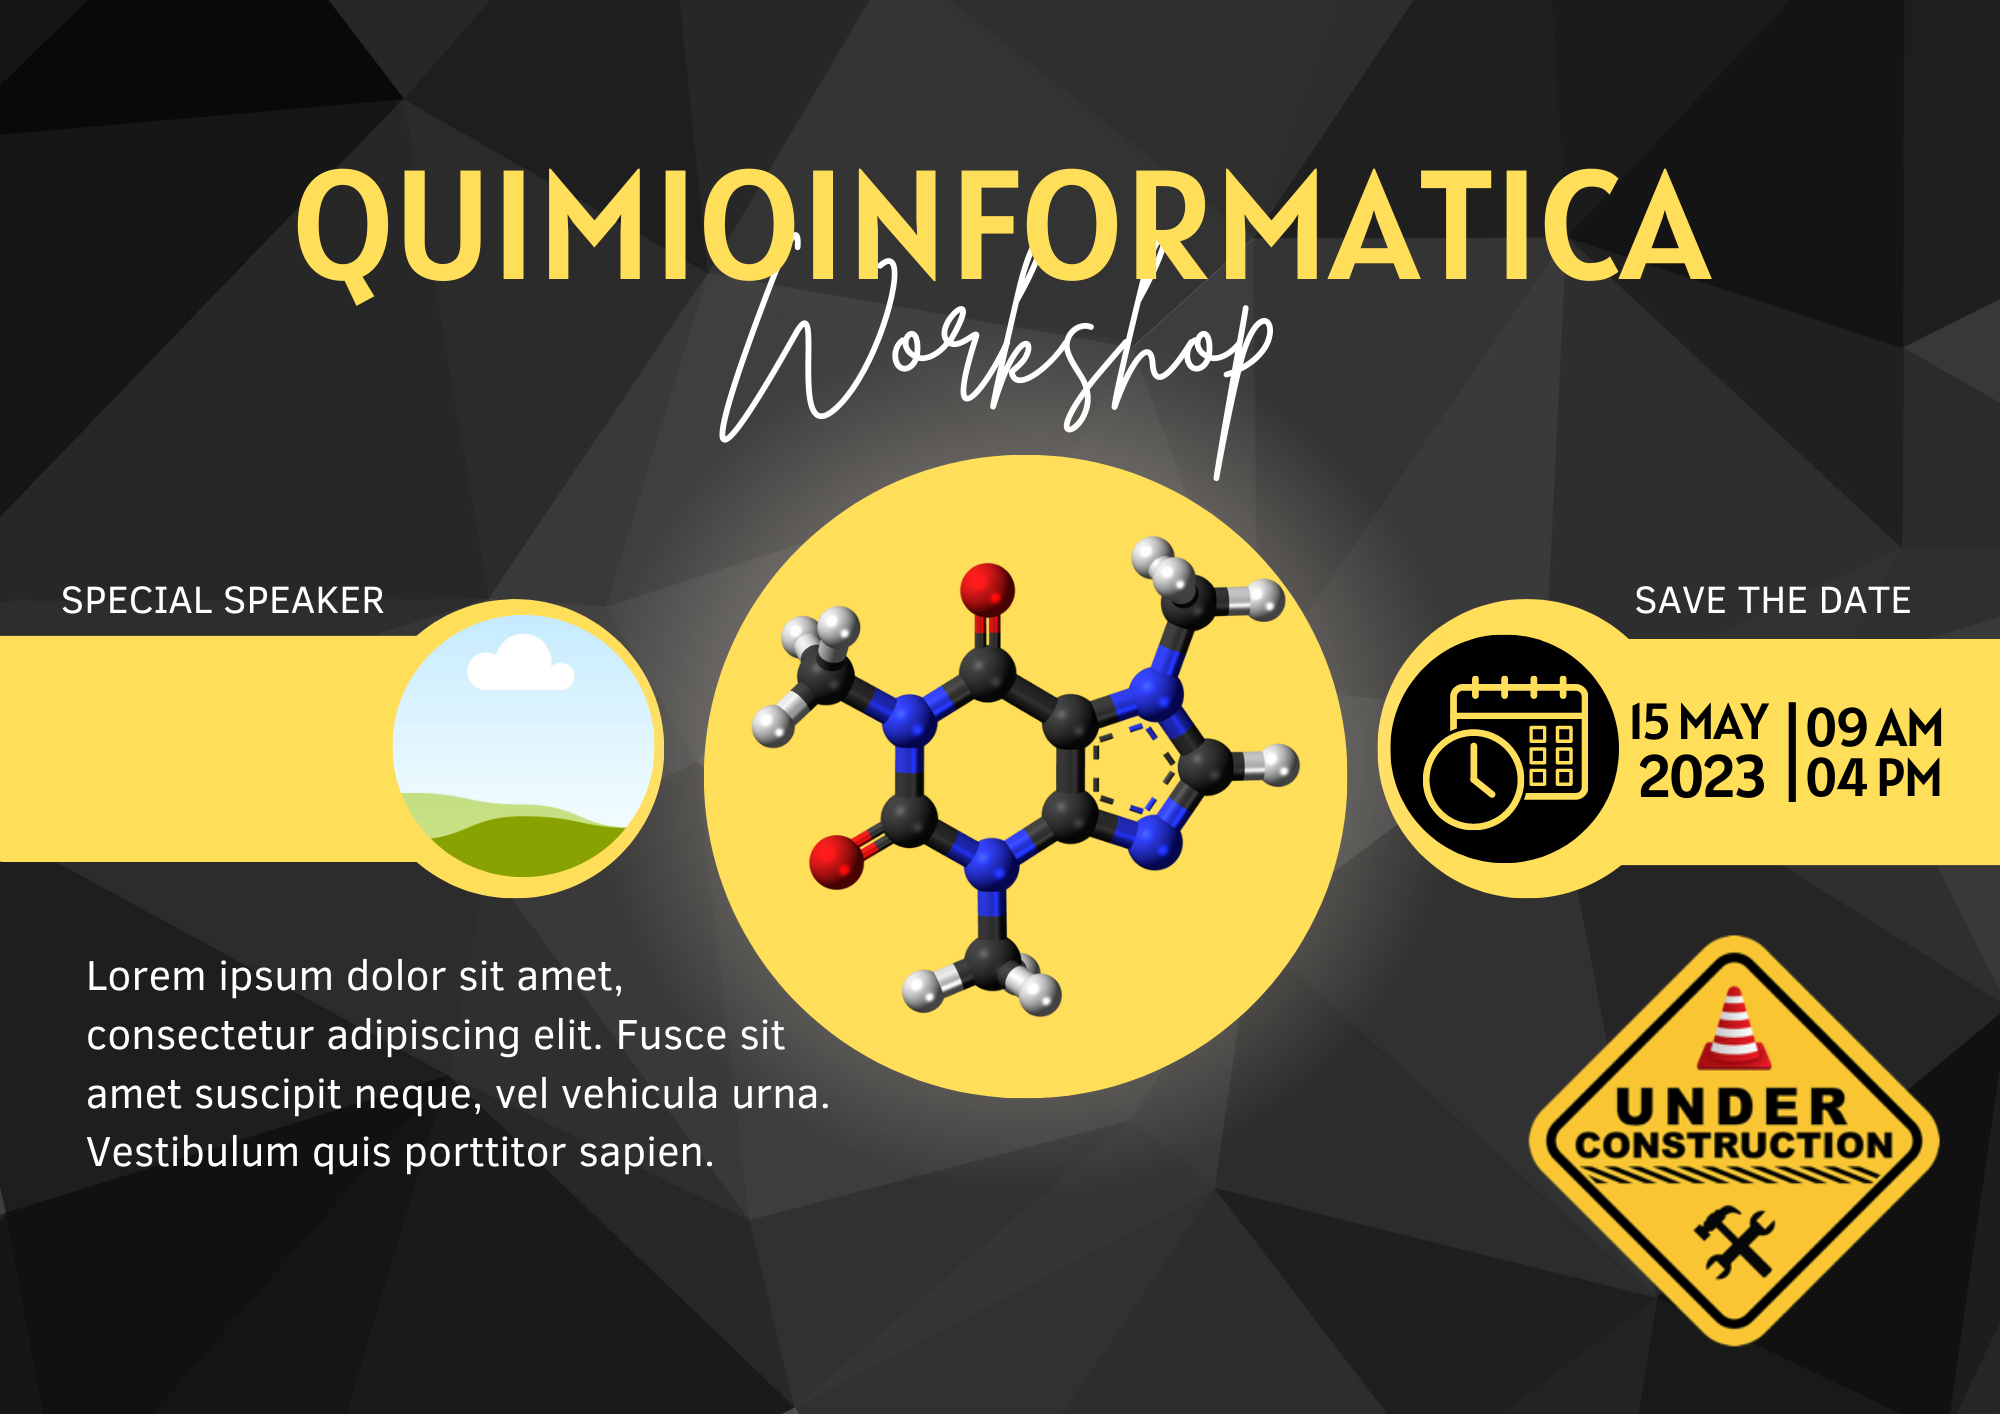 QUIMIOINFORMATICA
Workshop
SPECIAL SPEAKER
SAVE THE DATE
15 MAY
2023
09 AM
04 PM
Lorem ipsum dolor sit amet,
consectetur adipiscing elit. Fusce sit
amet suscipit neque, vel vehicula urna.
Vestibulum quis porttitor sapien.
UNDER
CONSTRUCTION